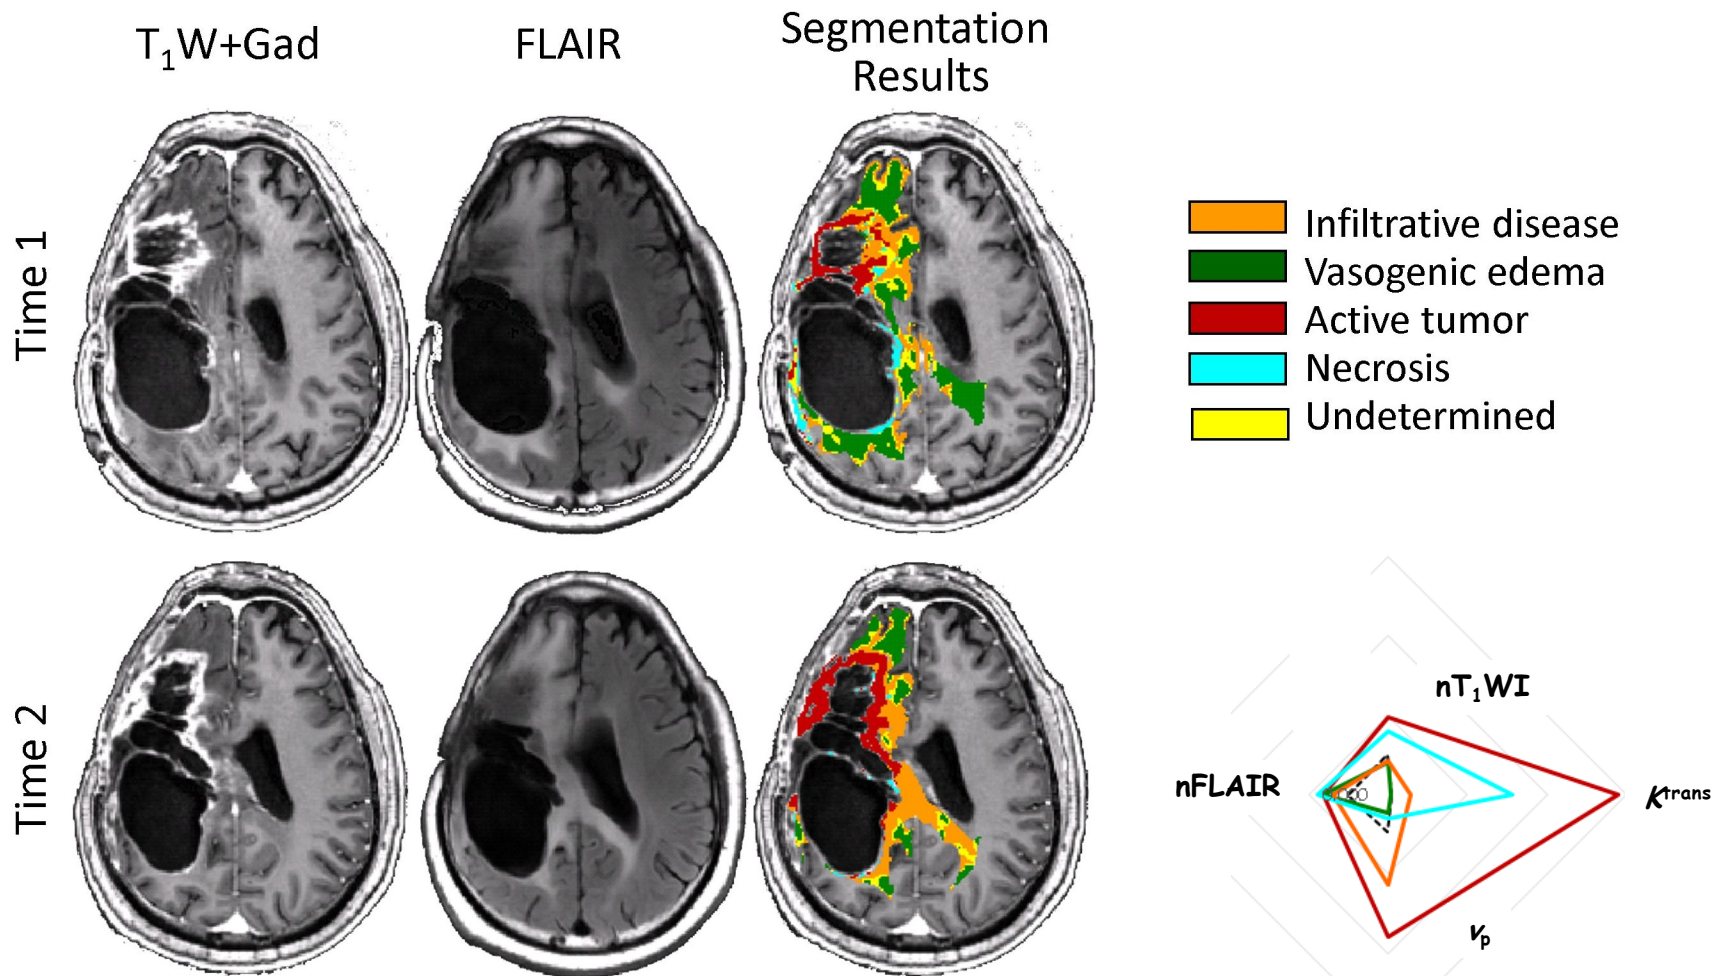 T₁W+Gad
FLAIR
Segmentation
Results
Time 1
Infiltrative disease
Vasogenic edema
Active tumor
Necrosis
Undetermined
Time 2
nT₁WI
nFLAIR
Kᵗʳᵃⁿˢ
vₚ